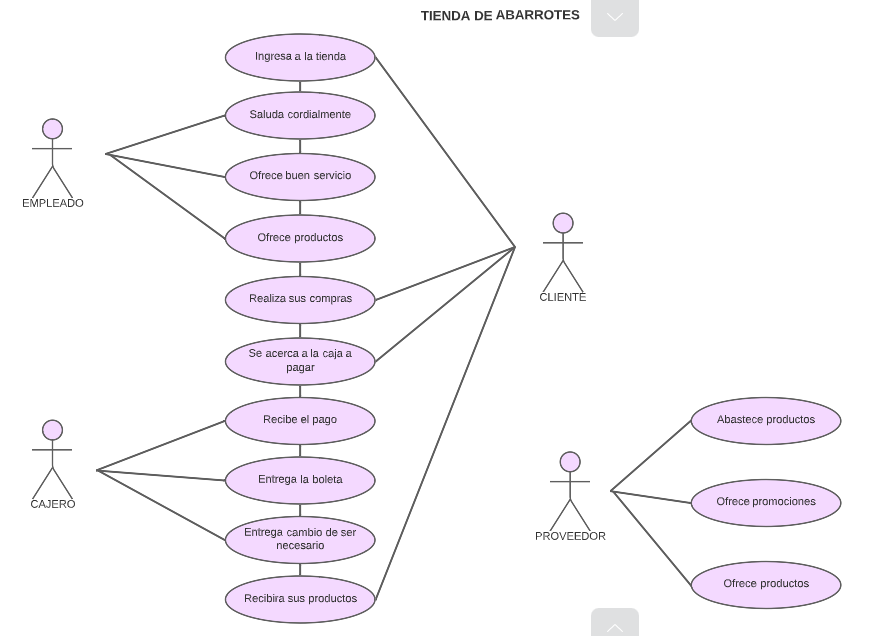 TIENDA DE ABARROTES
Ingresa a la tienda
Saluda cordialmente
Ofrece buen servicio
Ofrece productos
Realiza sus compras
Se acerca a la caja a
pagar
Recibe el pago
Entrega la boleta
Entrega cambio de ser
necesario
Recibira sus productos
EMPLEADO
CAJERO
CLIENTE
PROVEEDOR
Abastece productos
Ofrece promociones
Ofrece productos